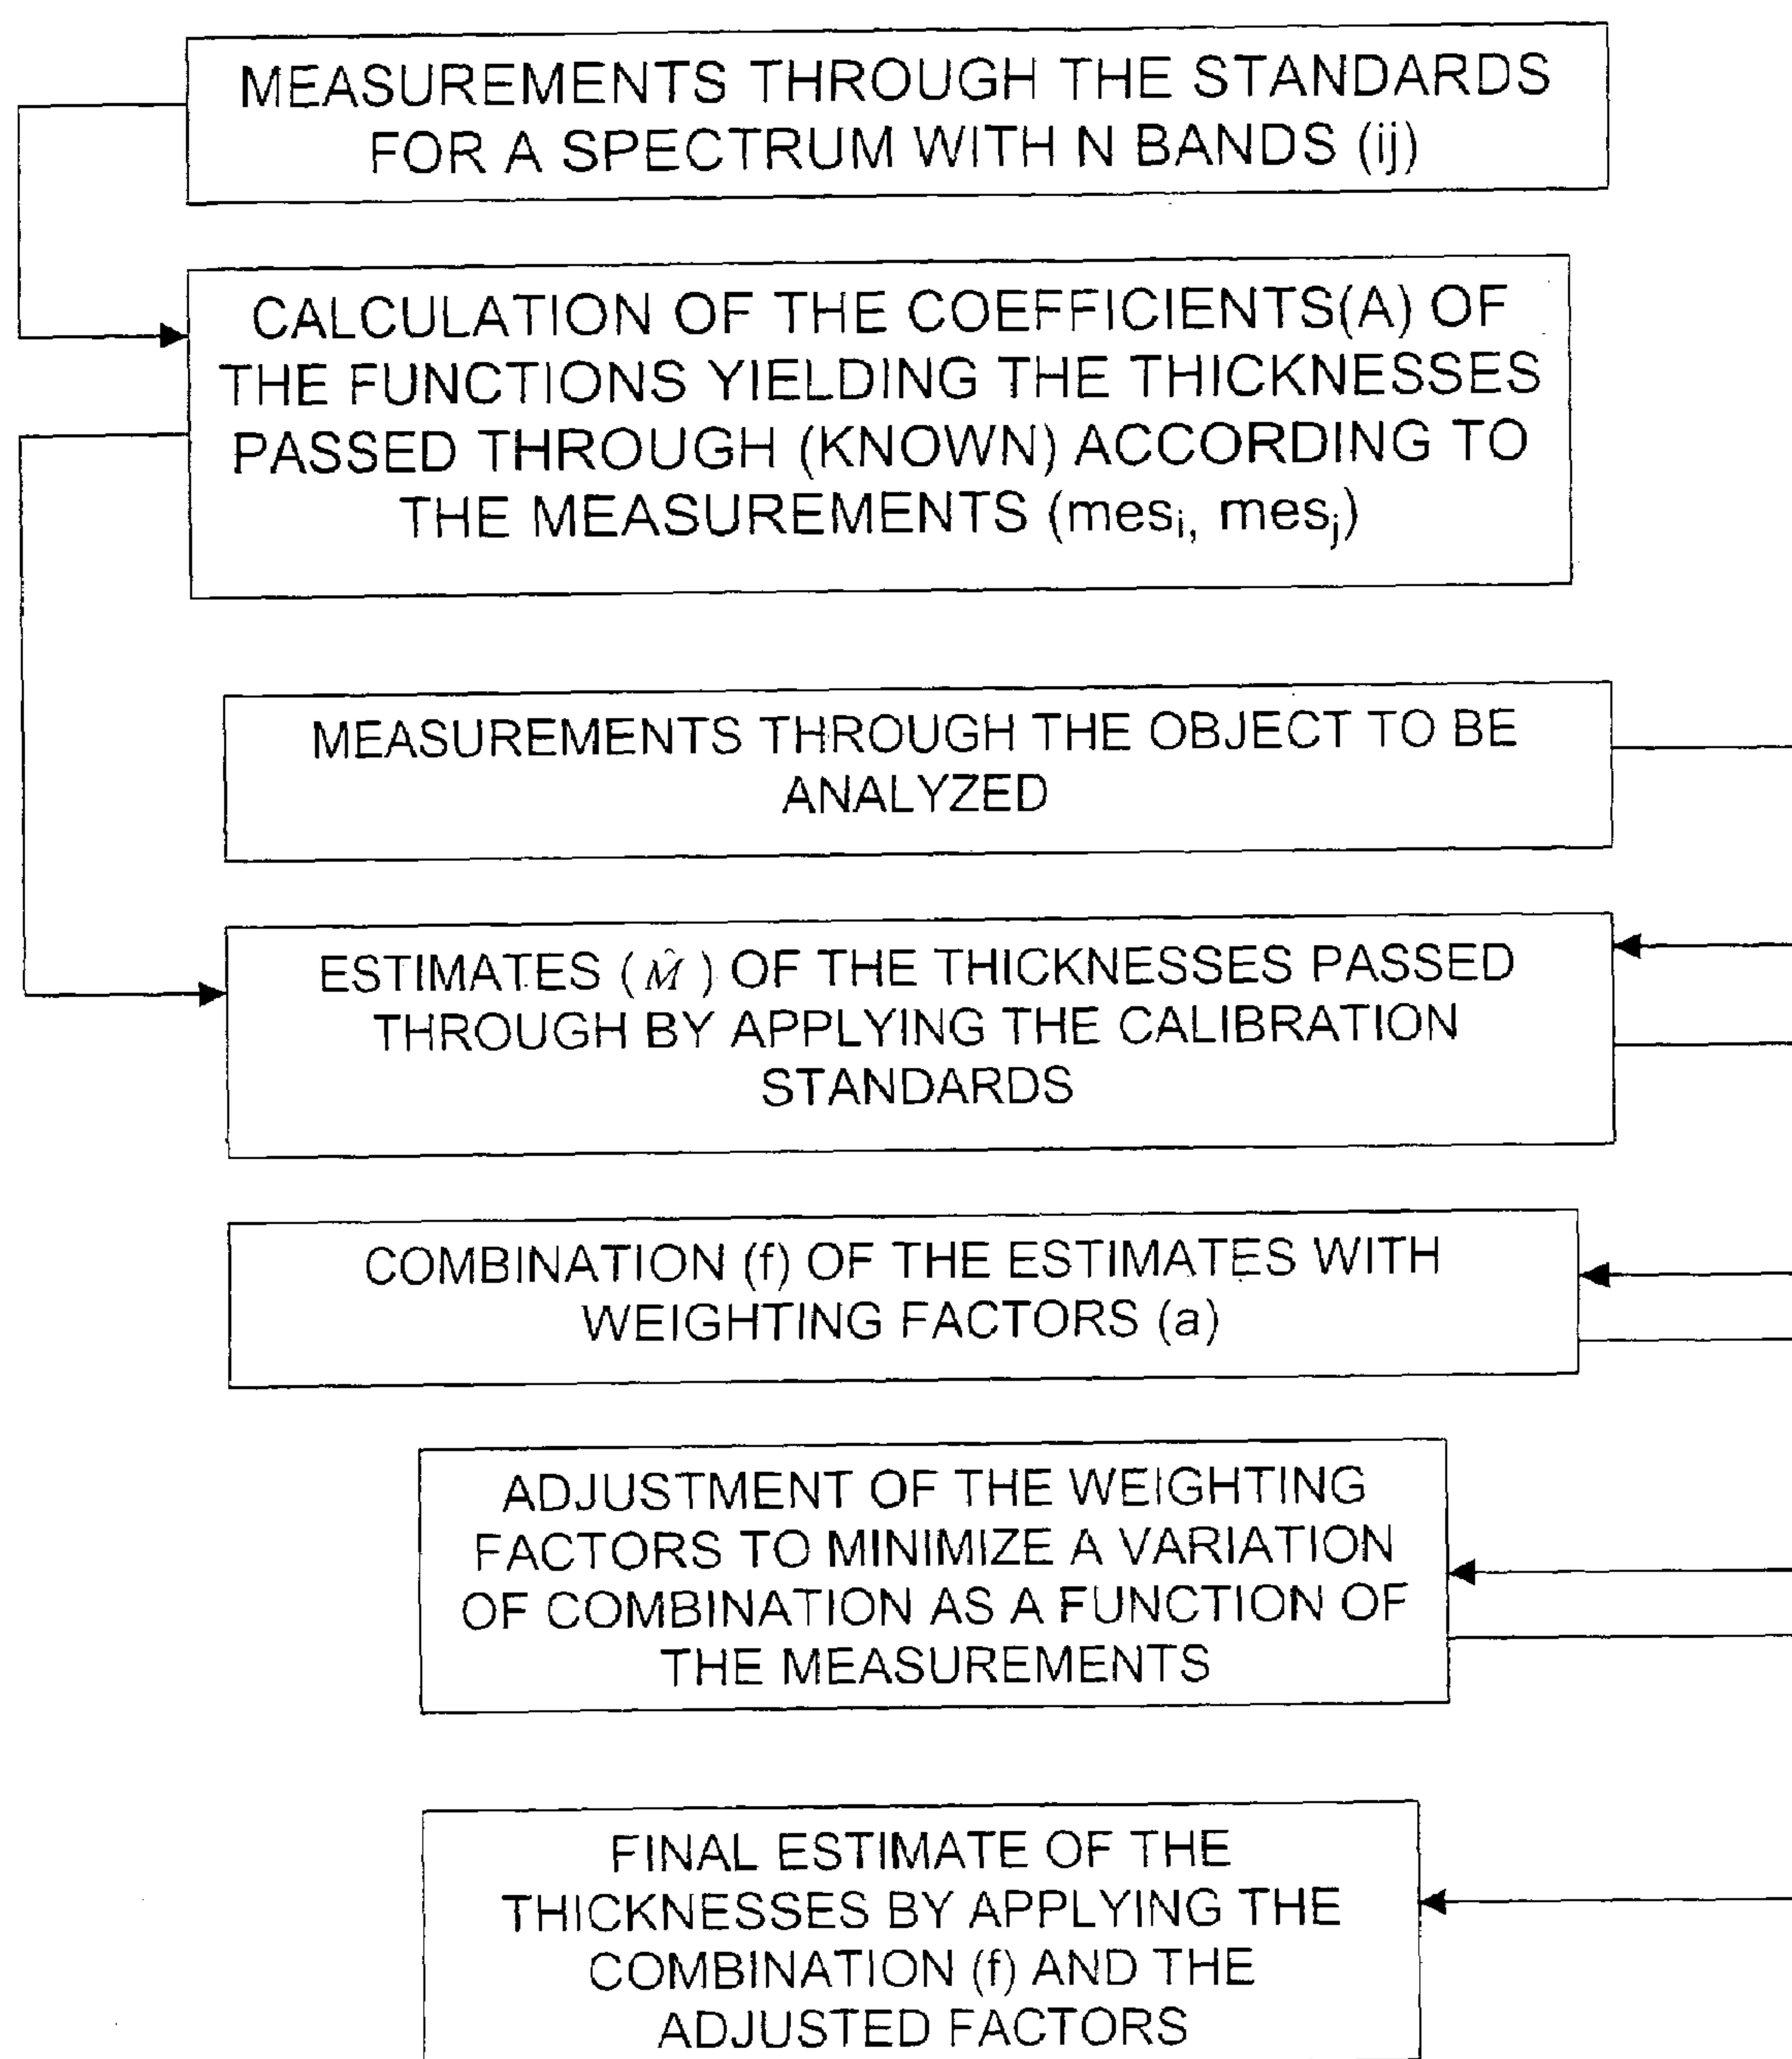 MEASUREMENTS THROUGH THE STANDARDS
FOR A SPECTRUM WITH N BANDS (ij)
CALCULATION OF THE COEFFICIENTS(A) OF
THE FUNCTIONS YIELDING THE THICKNESSES
PASSED THROUGH (KNOWN) ACCORDING TO
THE MEASUREMENTS (mesᵢ, mesⱼ)
MEASUREMENTS THROUGH THE OBJECT TO BE
ANALYZED
ESTIMATES (M̂) OF THE THICKNESSES PASSED
THROUGH BY APPLYING THE CALIBRATION
STANDARDS
COMBINATION (f) OF THE ESTIMATES WITH
WEIGHTING FACTORS (a)
ADJUSTMENT OF THE WEIGHTING
FACTORS TO MINIMIZE A VARIATION
OF COMBINATION AS A FUNCTION OF
THE MEASUREMENTS
FINAL ESTIMATE OF THE
THICKNESSES BY APPLYING THE
COMBINATION (f) AND THE
ADJUSTED FACTORS